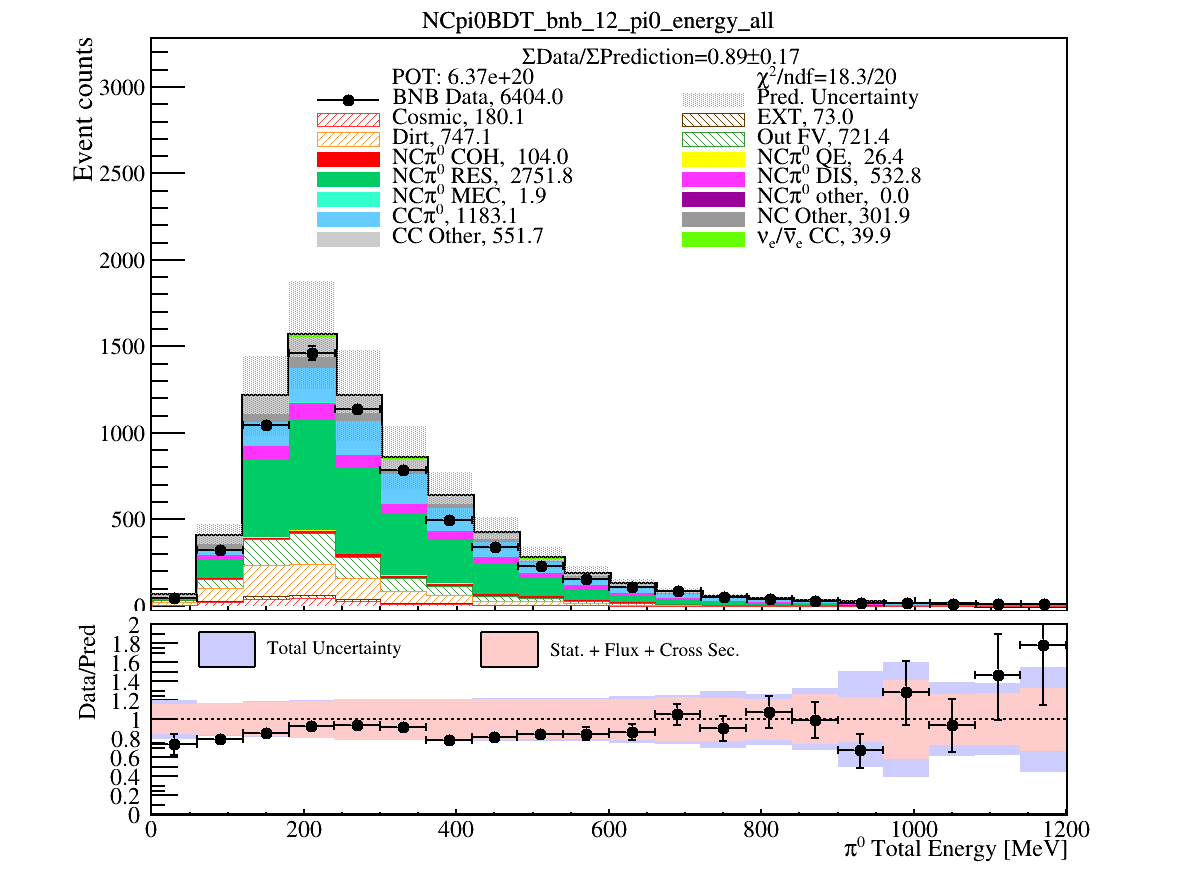 NCpi0BDT_bnb_12_pi0_energy_all
ΣData/ΣPrediction=0.89±0.17
POT: 6.37e+20
χ²/ndf=18.3/20
BNB Data, 6404.0
Pred. Uncertainty
Cosmic, 180.1
EXT, 73.0
Dirt, 747.1
Out FV, 721.4
NCπ⁰ COH, 104.0
NCπ⁰ QE, 26.4
NCπ⁰ RES, 2751.8
NCπ⁰ DIS, 532.8
NCπ⁰ MEC, 1.9
NCπ⁰ other, 0.0
CCπ⁰, 1183.1
NC Other, 301.9
CC Other, 551.7
νₑ/ν̅ₑ CC, 39.9
Event counts
3000
2500
2000
1500
1000
500
0
Total Uncertainty
Stat. + Flux + Cross Sec.
Data/Pred
2
1.8
1.6
1.4
1.2
1
0.8
0.6
0.4
0.2
0
0 200 400 600 800 1000 1200
π⁰ Total Energy [MeV]